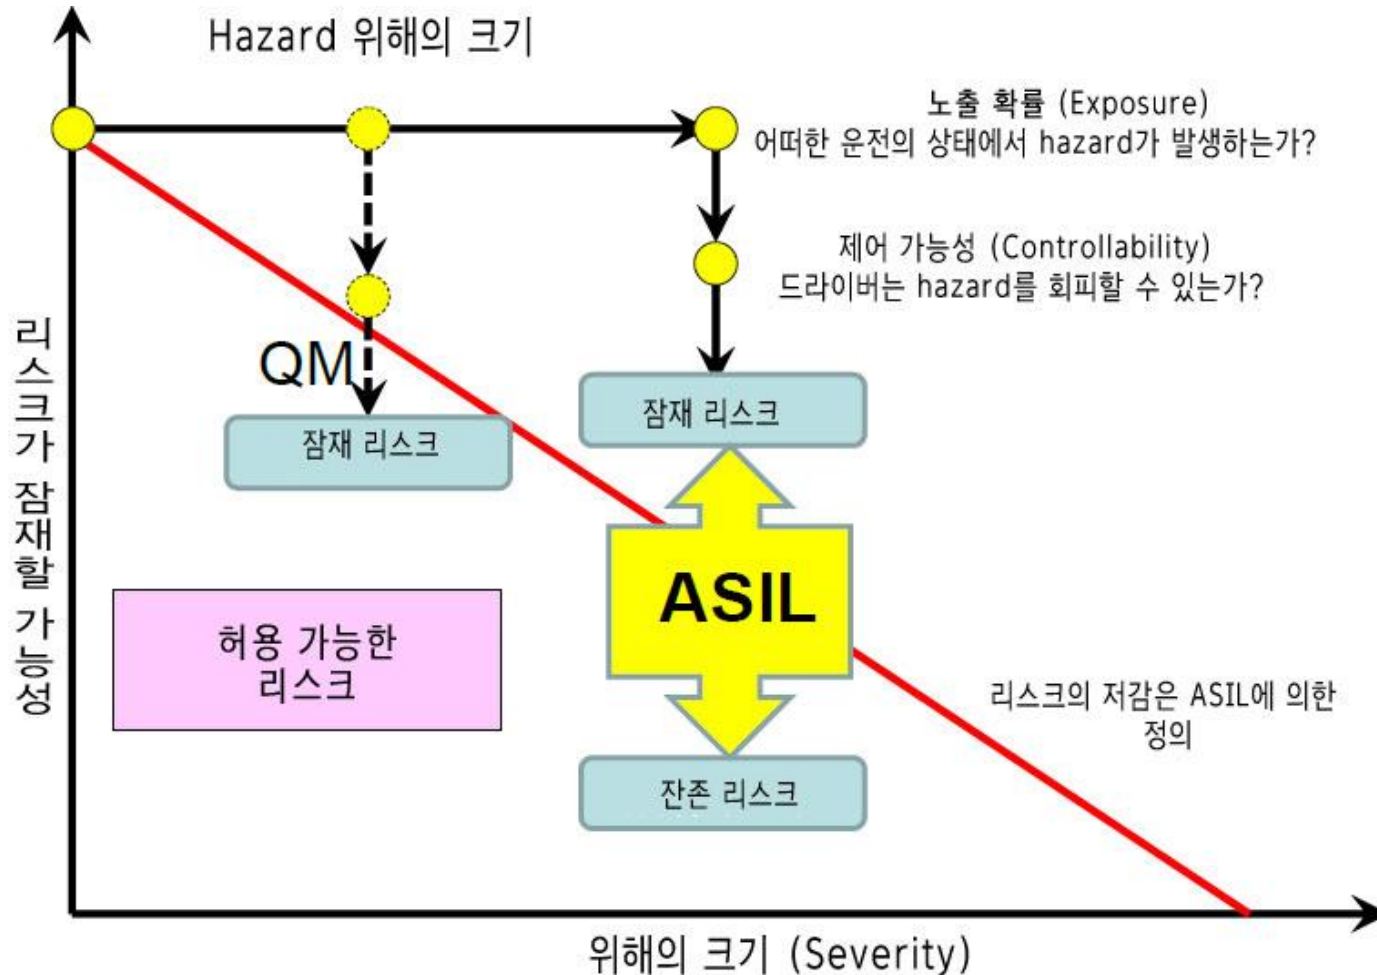 Hazard 위해의 크기
노출 확률 (Exposure)
어떠한 운전의 상태에서 hazard가 발생하는가?
제어 가능성 (Controllability)
드라이버는 hazard를 회피할 수 있는가?
리스크가 잠재할 가능성
QM
잠재 리스크
잠재 리스크
ASIL
허용 가능한
리스크
리스크의 저감은 ASIL에 의한
정의
잔존 리스크
위해의 크기 (Severity)